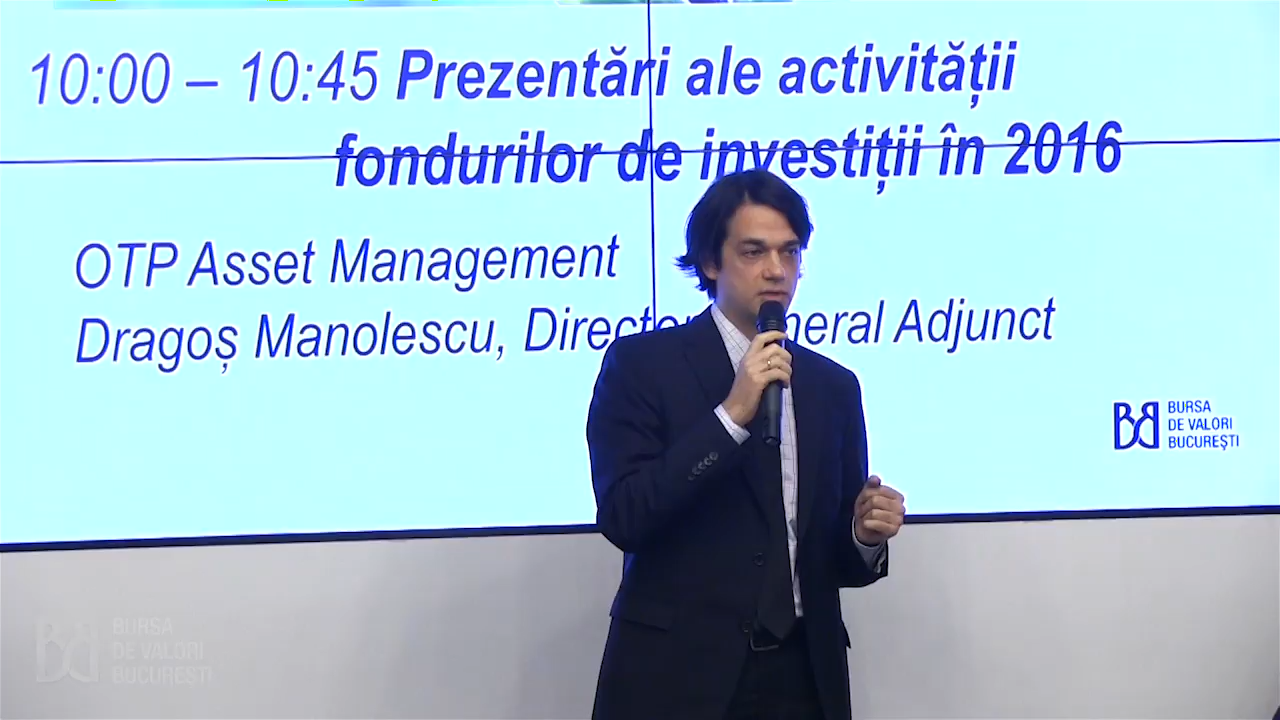 10:00 – 10:45 Prezentări ale activității
fondurilor de investiții în 2016
OTP Asset Management
Dragoș Manolescu, Director General Adjunct
BURSA
DE VALORI
BUCUREȘTI
BURSA
DE VALORI
BUCUREȘTI